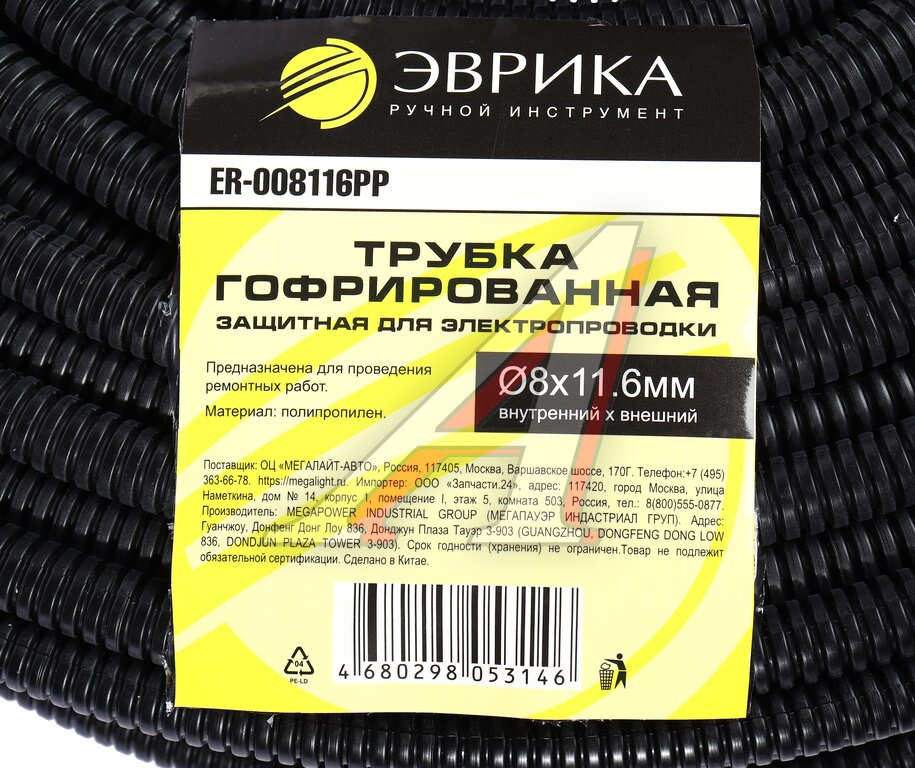 ЭВРИКА
РУЧНОЙ ИНСТРУМЕНТ
ER-008116PP
ТРУБКА
ГОФРИРОВАННАЯ
ЗАЩИТНАЯ ДЛЯ ЭЛЕКТРОПРОВОДКИ
Предназначена для проведения
ремонтных работ.
Материал: полипропилен.
Ø8х11.6мм
внутренний х внешний
Поставщик: ОЦ «МЕГАЛАЙТ-АВТО», Россия, 117405, Москва, Варшавское шоссе, 170Г. Телефон:+7 (495)
363-66-78. https://megalight.ru. Импортер: ООО «Запчасти.24», адрес: 117420, город Москва, улица
Наметкина, дом № 14, корпус 1, помещение I, этаж 5, комната 503, Россия, тел.: 8(800)555-0877.
Производитель: MEGAPOWER INDUSTRIAL GROUP (МЕГАПАУЭР ИНДАСТРИАЛ ГРУП). Адрес:
Гуанчжоу, Донфенг Донг Лоу 836, Донджун Плаза Тауэр 3-903 (GUANGZHOU, DONGFENG DONG LOW
836, DONDJUN PLAZA TOWER 3-903). Срок годности (хранения) не ограничен.Товар не подлежит
обязательной сертификации. Сделано в Китае.
4 680298 053146
04
PE-LD